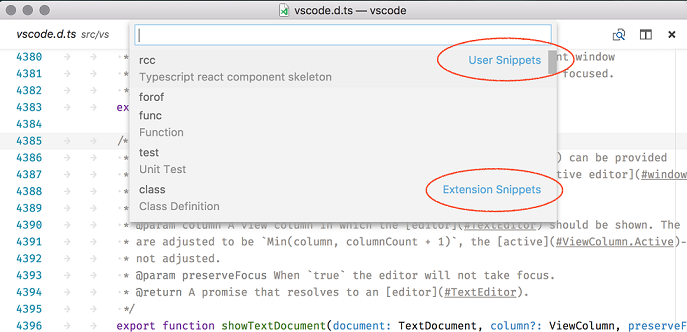 vscode.d.ts — vscode
vscode.d.ts src/vs
4380 * nt window
4381 * focused.
4382 *
4383 ex
4384
4385 /*
rcc User Snippets
Typescript react component skeleton
forof
func
Function
test
Unit Test
class Extension Snippets
Class Definition
4386 * ) can be provided
4387 * tive editor](#window
4388 *
4389 *
4390 * @param column A view column in which the [editor](#TextEditor) should be shown. The
4391 * are adjusted to be `Min(column, columnCount + 1)`, the [active](#ViewColumn.Active)-
4392 * not adjusted.
4393 * @param preserveFocus When `true` the editor will not take focus.
4394 * @return A promise that resolves to an [editor](#TextEditor).
4395 */
4396 export function showTextDocument(document: TextDocument, column?: ViewColumn, preserveF